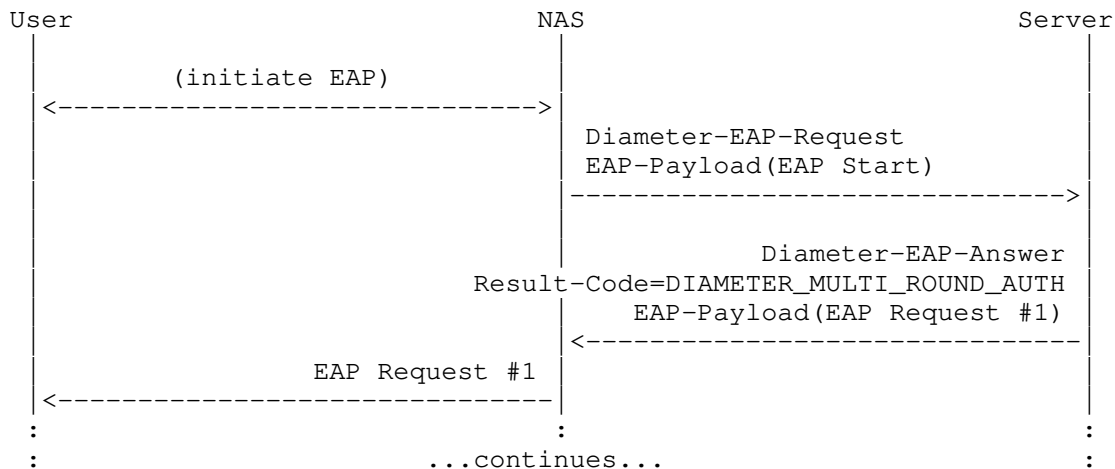 User NAS Server
(initiate EAP)
Diameter-EAP-Request
EAP-Payload(EAP Start)
Diameter-EAP-Answer
Result-Code=DIAMETER_MULTI_ROUND_AUTH
EAP-Payload(EAP Request #1)
EAP Request #1
: : :
: ...continues... :